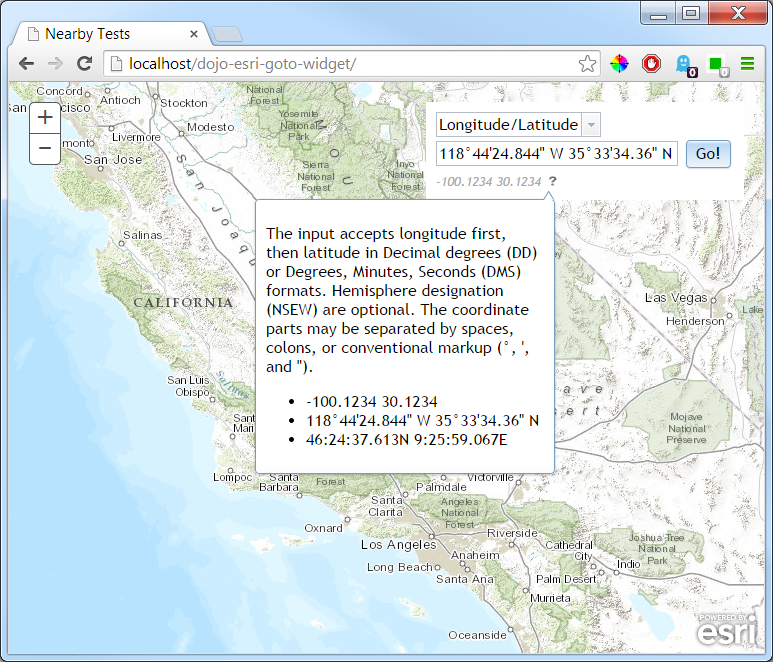 Nearby Tests
localhost/dojo-esri-goto-widget/
0
0
Concord
Antioch
Stockton
National Forest
San Francisco
Yosemite
National
Park
Modesto
Livermore
San Jose
Sierra
National
Forest
Inyo
National
Forest
San Joaqu
Salinas
+
−
Longitude/Latitude
118°44'24.844" W 35°33'34.36" N
Go!
-100.1234 30.1234 ?
The input accepts longitude first,
then latitude in Decimal degrees (DD)
or Degrees, Minutes, Seconds (DMS)
formats. Hemisphere designation
(NSEW) are optional. The coordinate
parts may be separated by spaces,
colons, or conventional markup (°, ',
and ").
• -100.1234 30.1234
• 118°44'24.844" W 35°33'34.36" N
• 46:24:37.613N 9:25:59.067E
CALIFORNIA
Las Vegas
Henderson
Lake
San Luis
Obispo
Mojave
National
Preserve
Lompoc
Santa
Barbara
Forest
Palmdale
Victorville
Santa
Clarita
Angeles
National
Forest
Oxnard
Los Angeles
Riverside
Anaheim
Long Beach
Santa Ana
Cathedral
City
Joshua Tree
National
Park
Indio
Palm Desert
Murrieta
Oceanside
POWERED BY
esri